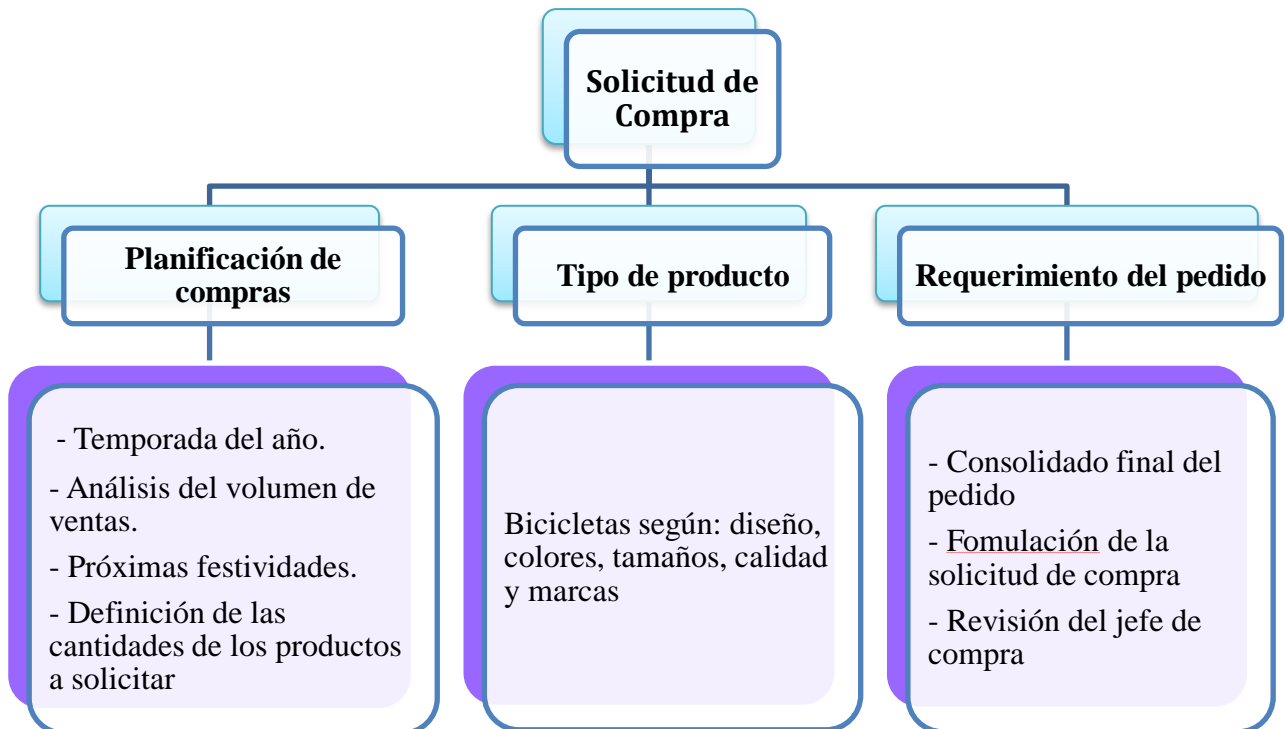 Solicitud de
Compra
Planificación de
compras
Tipo de producto
Requerimiento del pedido
- Temporada del año.
- Análisis del volumen de
ventas.
- Próximas festividades.
- Definición de las
cantidades de los productos
a solicitar
Bicicletas según: diseño,
colores, tamaños, calidad
y marcas
- Consolidado final del
pedido
- Fomulación de la
solicitud de compra
- Revisión del jefe de
compra